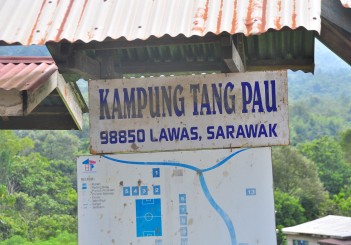 KAMPUNG TANG PAU
98850 LAWAS, SARAWAK